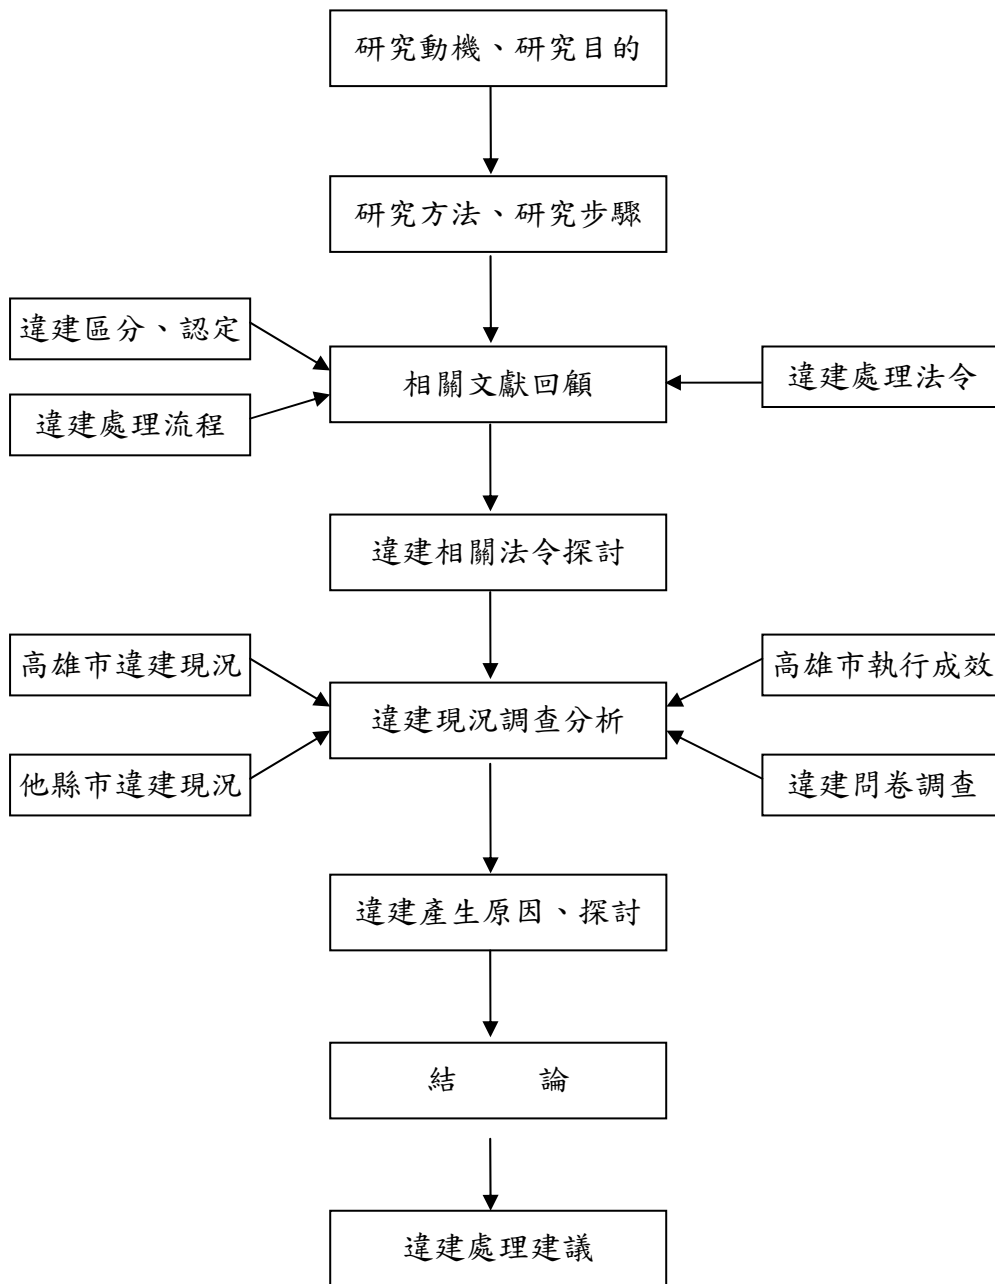 研究動機、研究目的
研究方法、研究步驟
違建區分、認定
違建處理流程
相關文獻回顧
違建處理法令
違建相關法令探討
高雄市違建現況
他縣市違建現況
違建現況調查分析
高雄市執行成效
違建問卷調查
違建產生原因、探討
結 論
違建處理建議